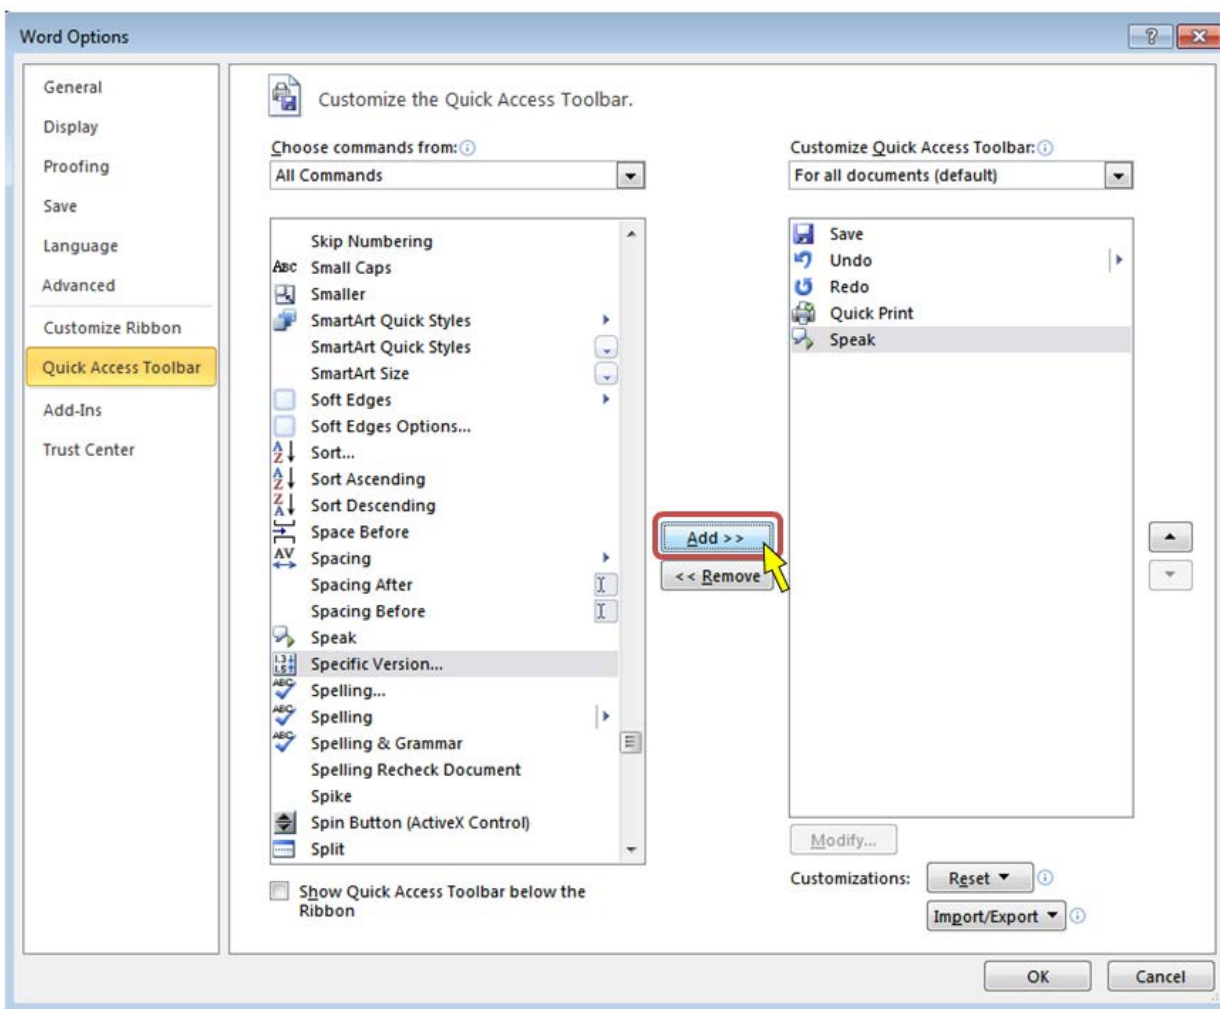 Word Options
General
Display
Proofing
Save
Language
Advanced
Customize Ribbon
Quick Access Toolbar
Add-Ins
Trust Center
Customize the Quick Access Toolbar.
Choose commands from:
All Commands
Skip Numbering
Small Caps
Smaller
SmartArt Quick Styles
SmartArt Quick Styles
SmartArt Size
Soft Edges
Soft Edges Options...
Sort...
Sort Ascending
Sort Descending
Space Before
Spacing
Spacing After
Spacing Before
Speak
Specific Version...
Spelling...
Spelling
Spelling & Grammar
Spelling Recheck Document
Spike
Spin Button (ActiveX Control)
Split
Show Quick Access Toolbar below the
Ribbon
Add >>
<< Remove
Customize Quick Access Toolbar:
For all documents (default)
Save
Undo
Redo
Quick Print
Speak
Modify...
Customizations: Reset
Import/Export
OK Cancel